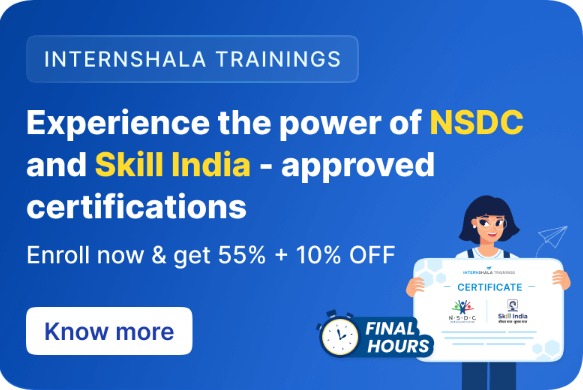 INTERNSHALA TRAININGS
Experience the power of NSDC
and Skill India - approved
certifications
Enroll now & get 55% + 10% OFF
INTERNSHALA TRAININGS
CERTIFICATE
N·S·D·C
Skill India
Know more
FINAL
HOURS